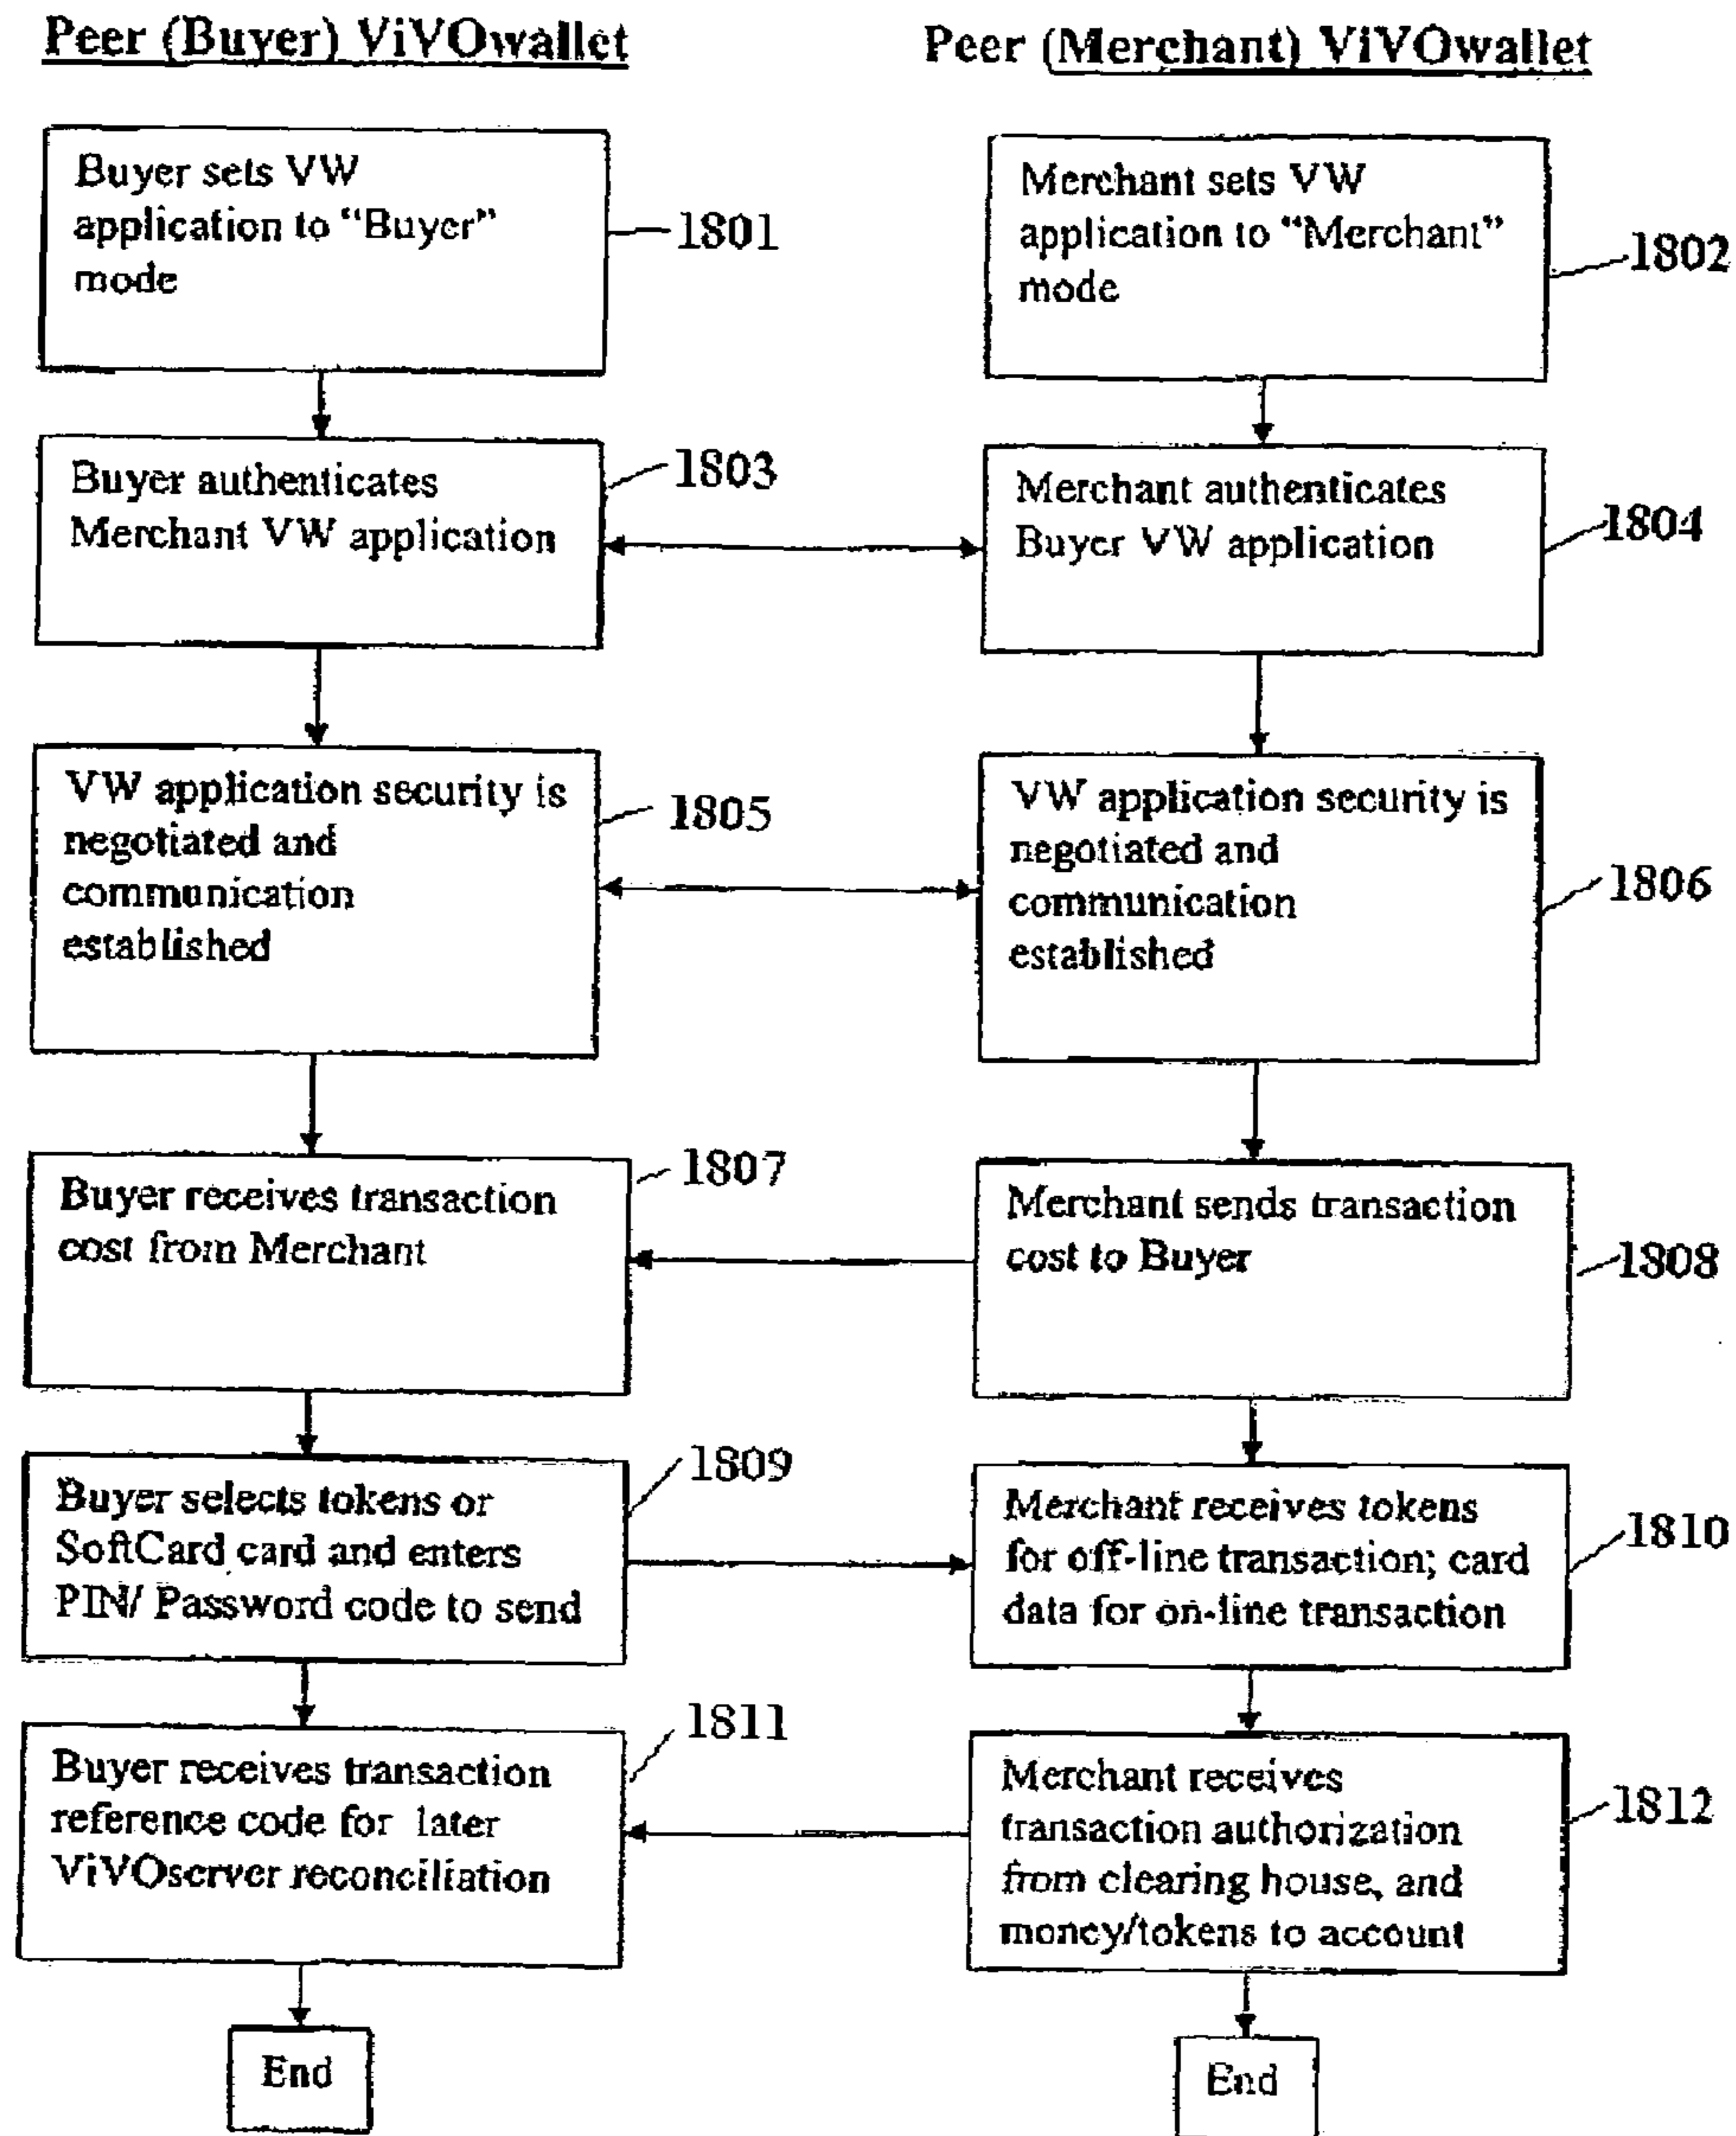 Peer (Buyer) ViVOwallet
Peer (Merchant) ViVOwallet
Buyer sets VW
application to “Buyer”
mode
1801
Merchant sets VW
application to “Merchant”
mode
1802
Buyer authenticates
Merchant VW application
1803
Merchant authenticates
Buyer VW application
1804
VW application security is
negotiated and
communication
established
1805
VW application security is
negotiated and
communication
established
1806
Buyer receives transaction
cost from Merchant
1807
Merchant sends transaction
cost to Buyer
1808
Buyer selects tokens or
SoftCard card and enters
PIN/ Password code to send
1809
Merchant receives tokens
for off-line transaction; card
data for on-line transaction
1810
Buyer receives transaction
reference code for later
ViVOserver reconciliation
1811
Merchant receives
transaction authorization
from clearing house, and
money/tokens to account
1812
End
End